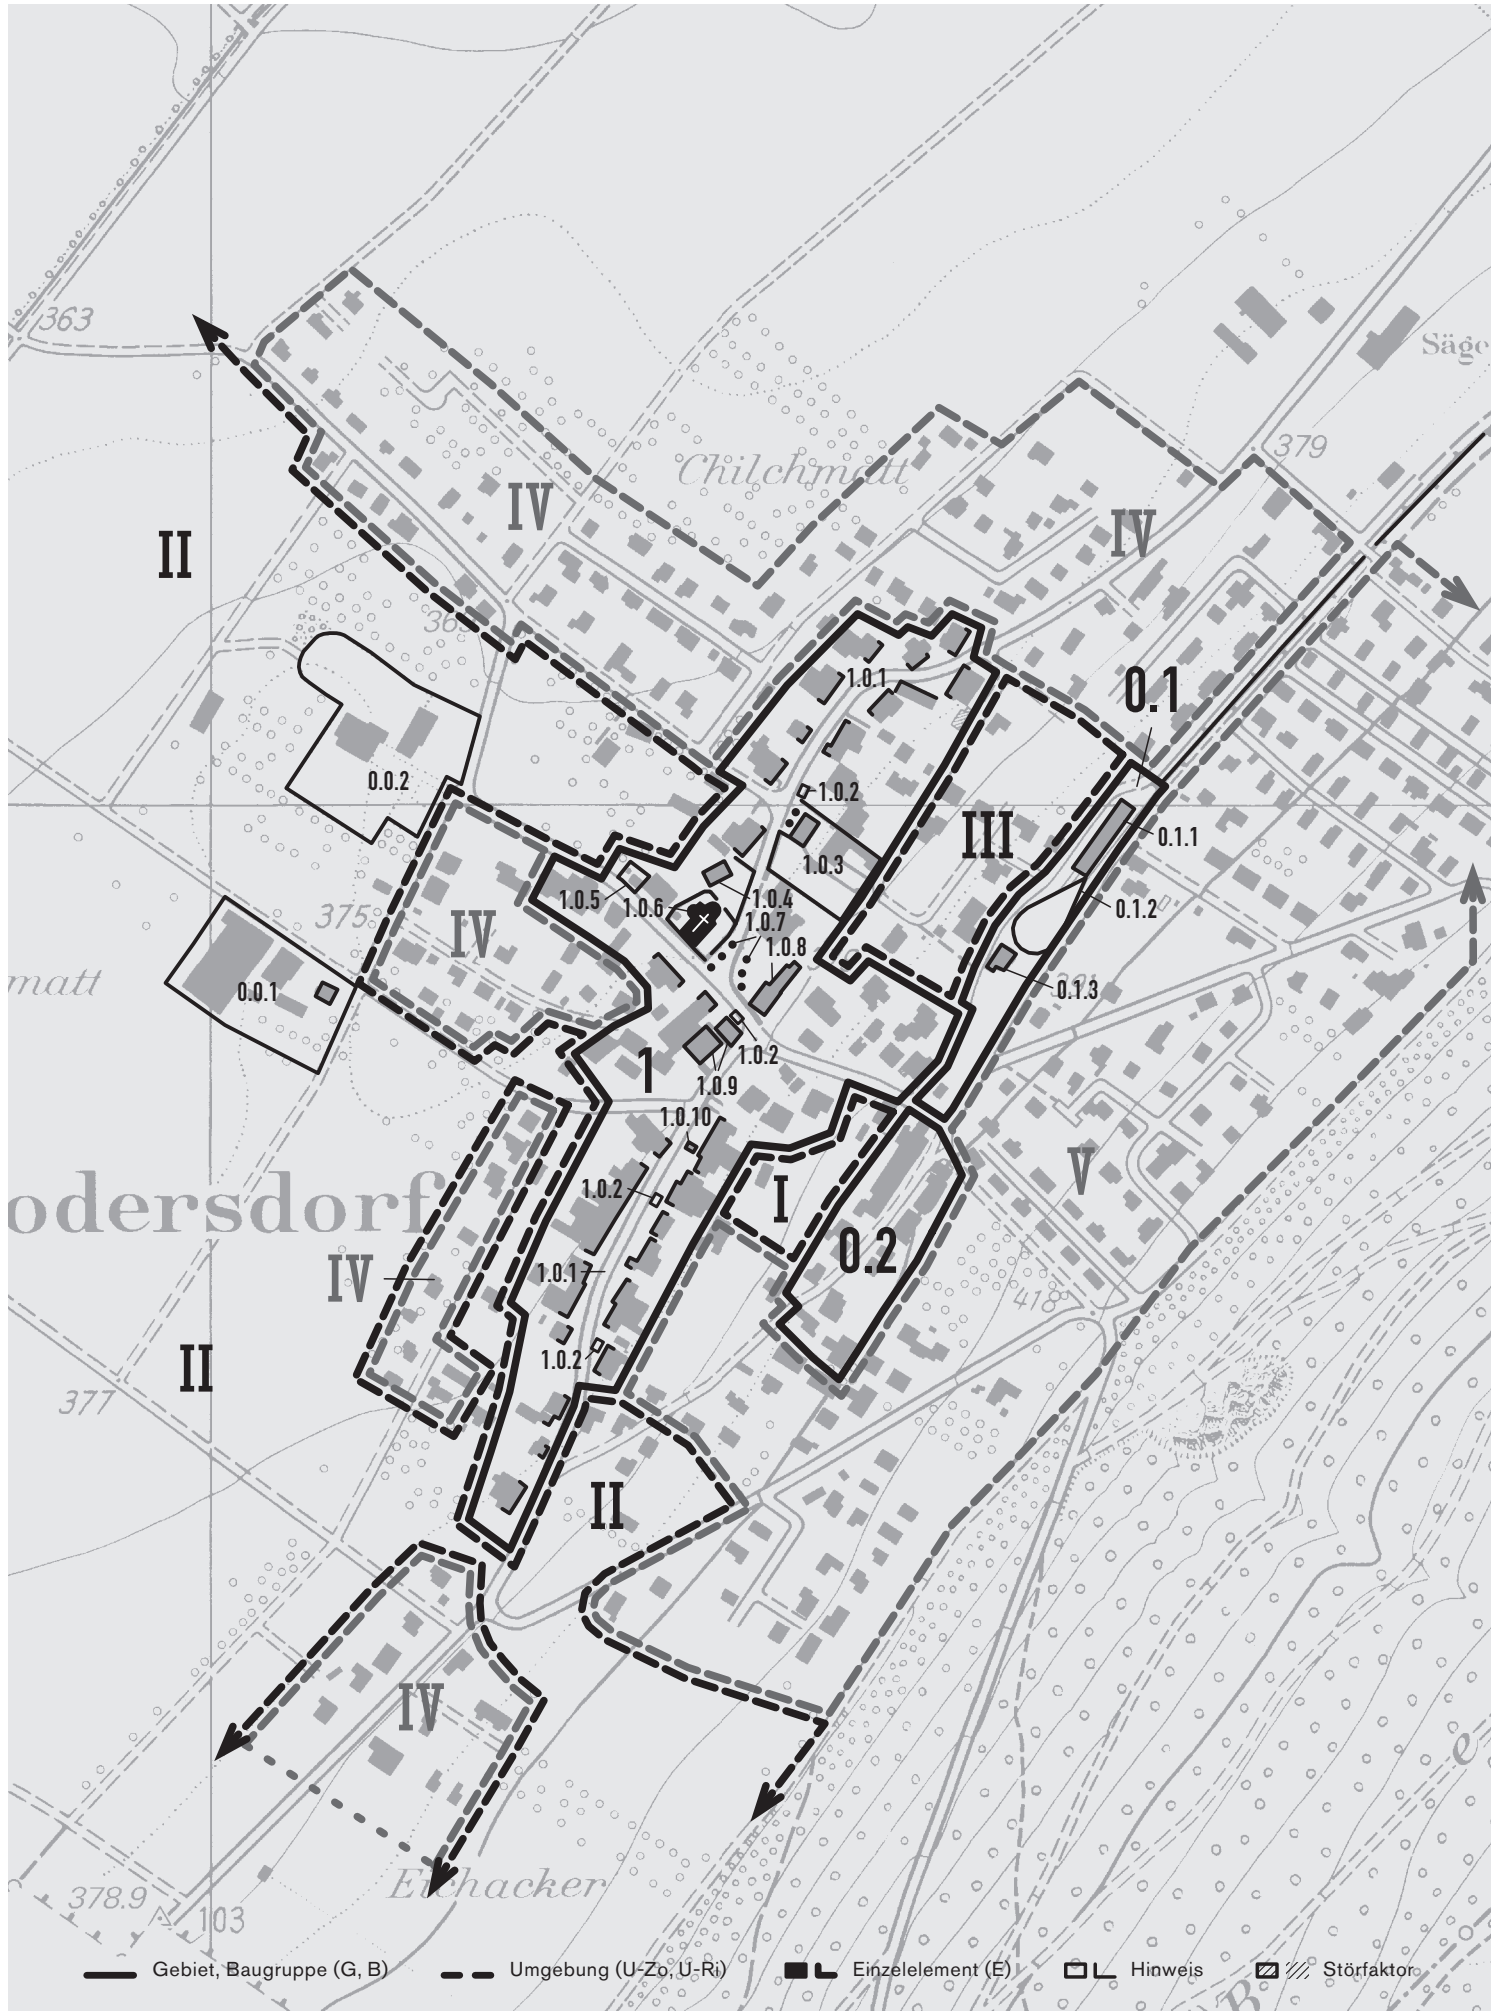 363
Säge
379
Chilchmatt
IV
IV
II
0.1
1.0.1
0.0.2
1.0.2
III
0.1.1
1.0.3
1.0.5
1.0.6
1.0.4
0.1.2
1.0.7
375
IV
1.0.8
matt
0.0.1
0.1.3
1.0.2
1
1.0.9
1.0.10
V
1.0.2
I
odersdorf
0.2
IV
1.0.1
418
1.0.2
II
377
II
IV
e
Eichacker
378.9
103
B
Gebiet, Baugruppe (G, B) Umgebung (U-Zo, U-Ri) Einzelelement (E) Hinweis Störfaktor